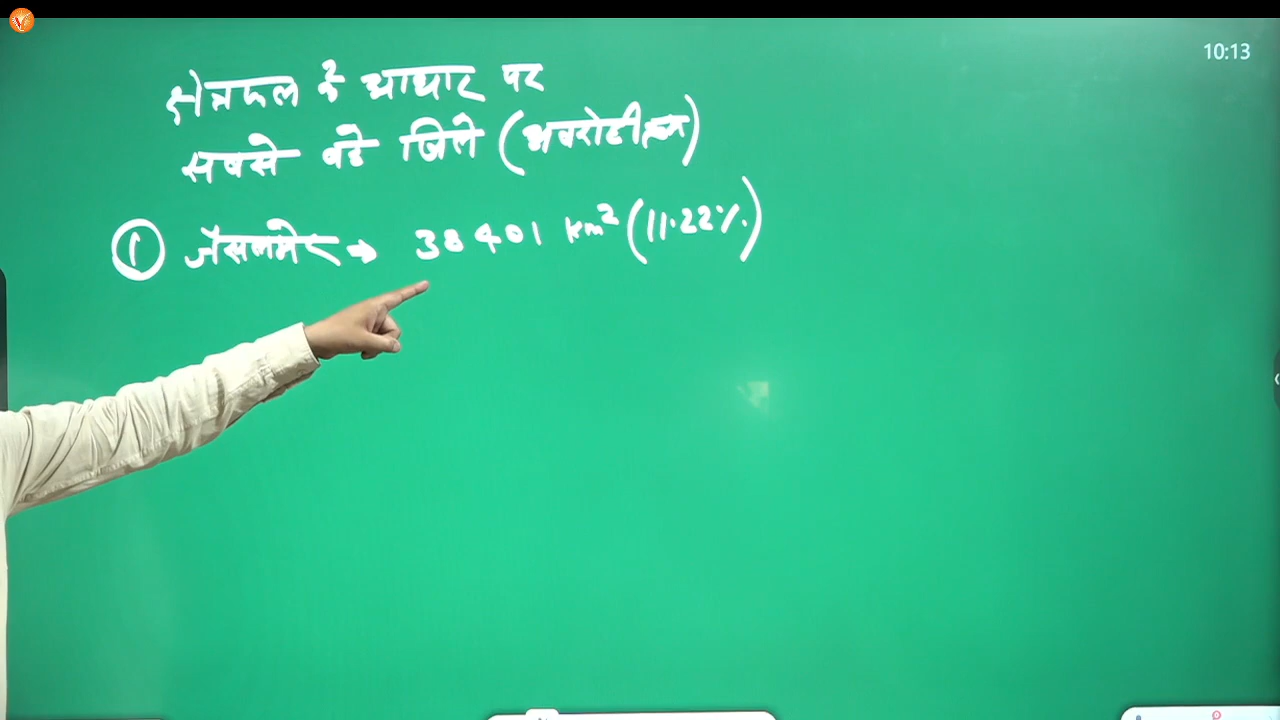 10:13
क्षेत्रफल के आधार पर
सबसे बडे जिले (अवरोही क्रम)
① जैसलमेर → 38401 km² (11.22%)